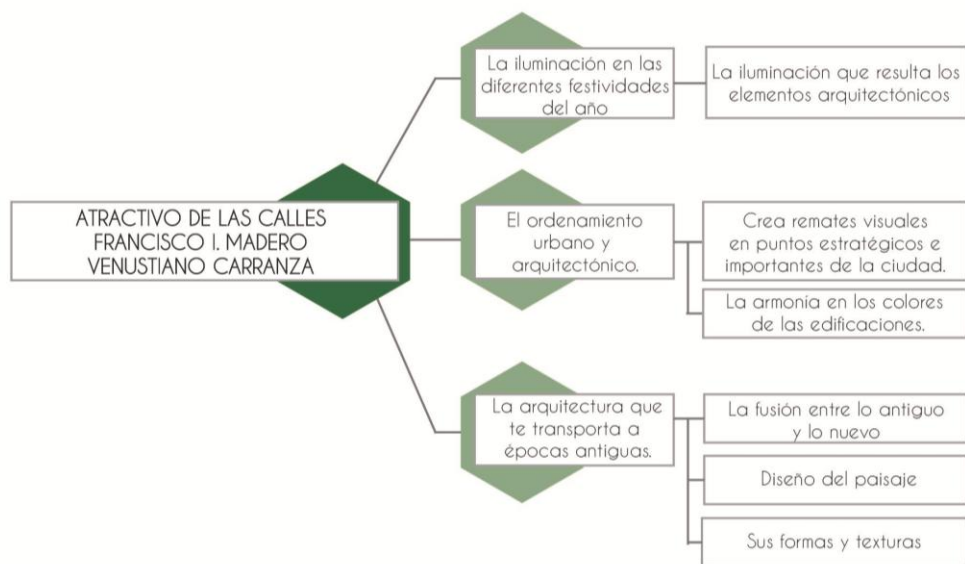 La iluminación en las
diferentes festividades
del año
La iluminación que resulta los
elementos arquitectónicos
ATRACTIVO DE LAS CALLES
FRANCISCO I. MADERO
VENUSTIANO CARRANZA
El ordenamiento
urbano y
arquitectónico.
Crea remates visuales
en puntos estratégicos e
importantes de la ciudad.
La armonía en los colores
de las edificaciones.
La arquitectura que
te transporta a
épocas antiguas.
La fusión entre lo antiguo
y lo nuevo
Diseño del paisaje
Sus formas y texturas